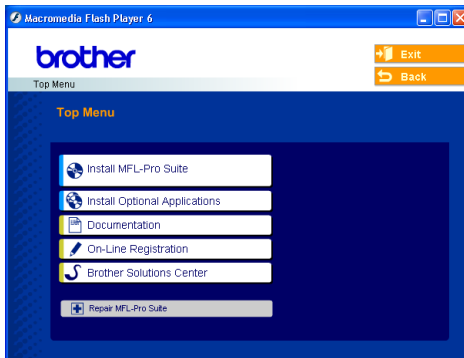 Macromedia Flash Player 6
brother
Exit
Top Menu
Back
Top Menu
Install MFL-Pro Suite
Install Optional Applications
Documentation
On-Line Registration
Brother Solutions Center
Repair MFL-Pro Suite